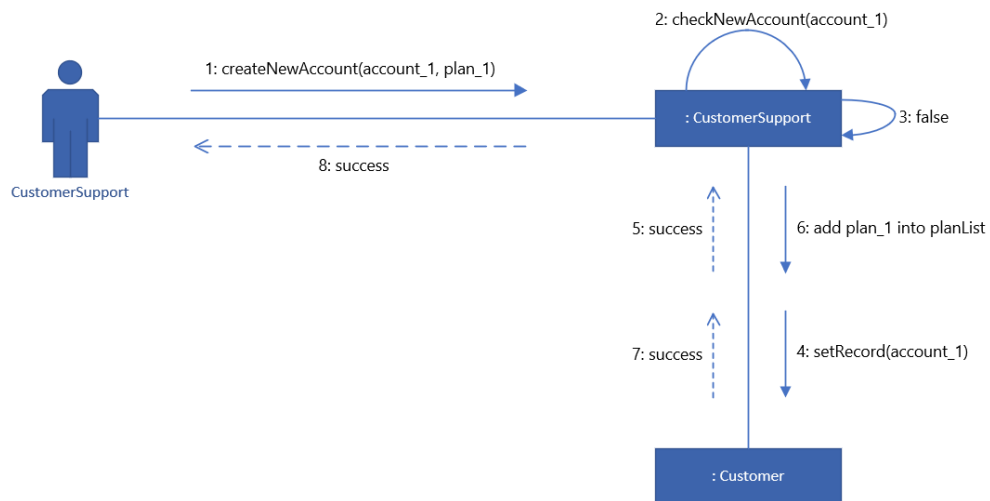 2: checkNewAccount(account_1)
1: createNewAccount(account_1, plan_1)
: CustomerSupport
3: false
8: success
CustomerSupport
5: success
6: add plan_1 into planList
7: success
4: setRecord(account_1)
: Customer